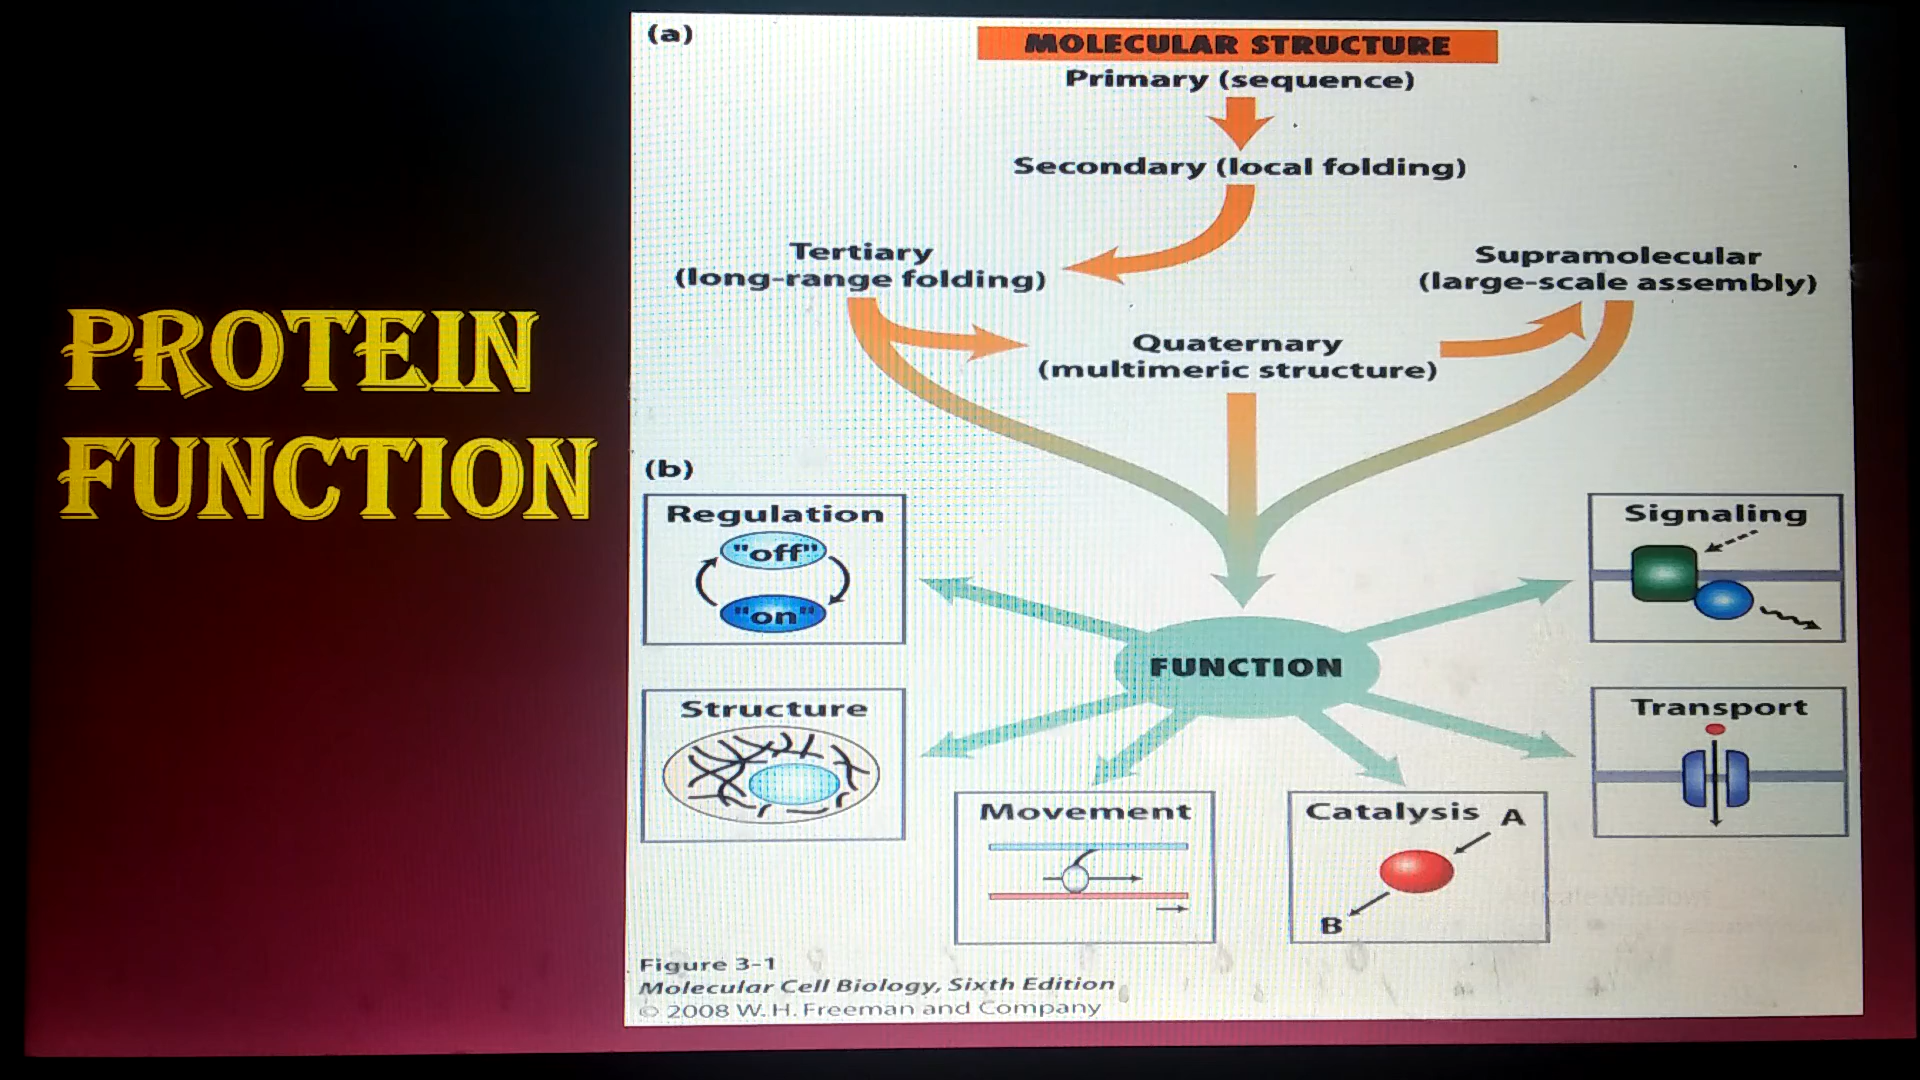 PROTEIN
FUNCTION
(a)
MOLECULAR STRUCTURE
Primary (sequence)
Secondary (local folding)
Tertiary
(long-range folding)
Supramolecular
(large-scale assembly)
Quaternary
(multimeric structure)
(b)
Regulation
"off"
"on"
Signaling
FUNCTION
Structure
Transport
Movement
Catalysis A
B
Activate Windows
Figure 3-1
Molecular Cell Biology, Sixth Edition
© 2008 W. H. Freeman and Company